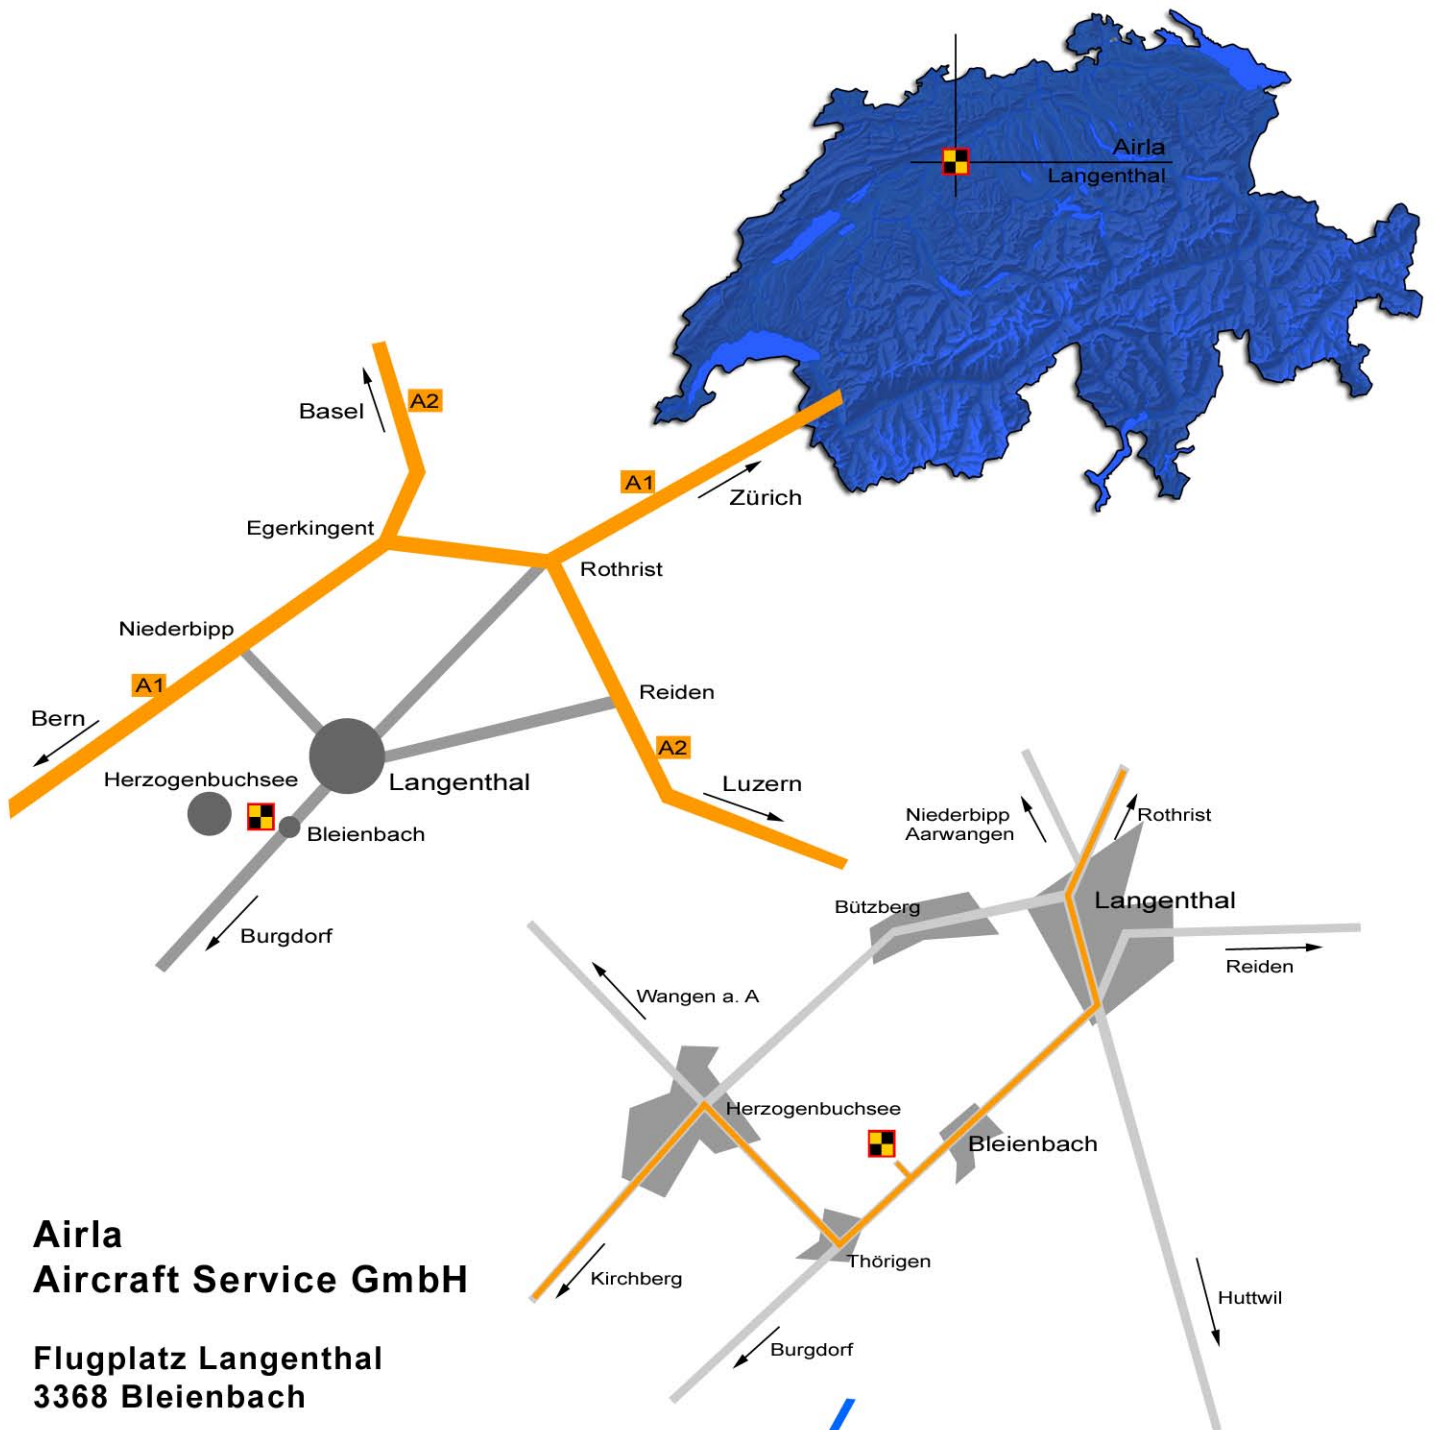 Airla
Langenthal
A2
Basel
A1
Zürich
Egerkingent
Rothrist
Niederbipp
A1
Reiden
Bern
A2
Herzogenbuchsee
Langenthal
Luzern
Bleienbach
Burgdorf
Niederbipp
Aarwangen
Rothrist
Langenthal
Bützberg
Reiden
Wangen a. A
Herzogenbuchsee
Bleienbach
Thörigen
Kirchberg
Huttwil
Burgdorf
Airla
Aircraft Service GmbH
Flugplatz Langenthal
3368 Bleienbach